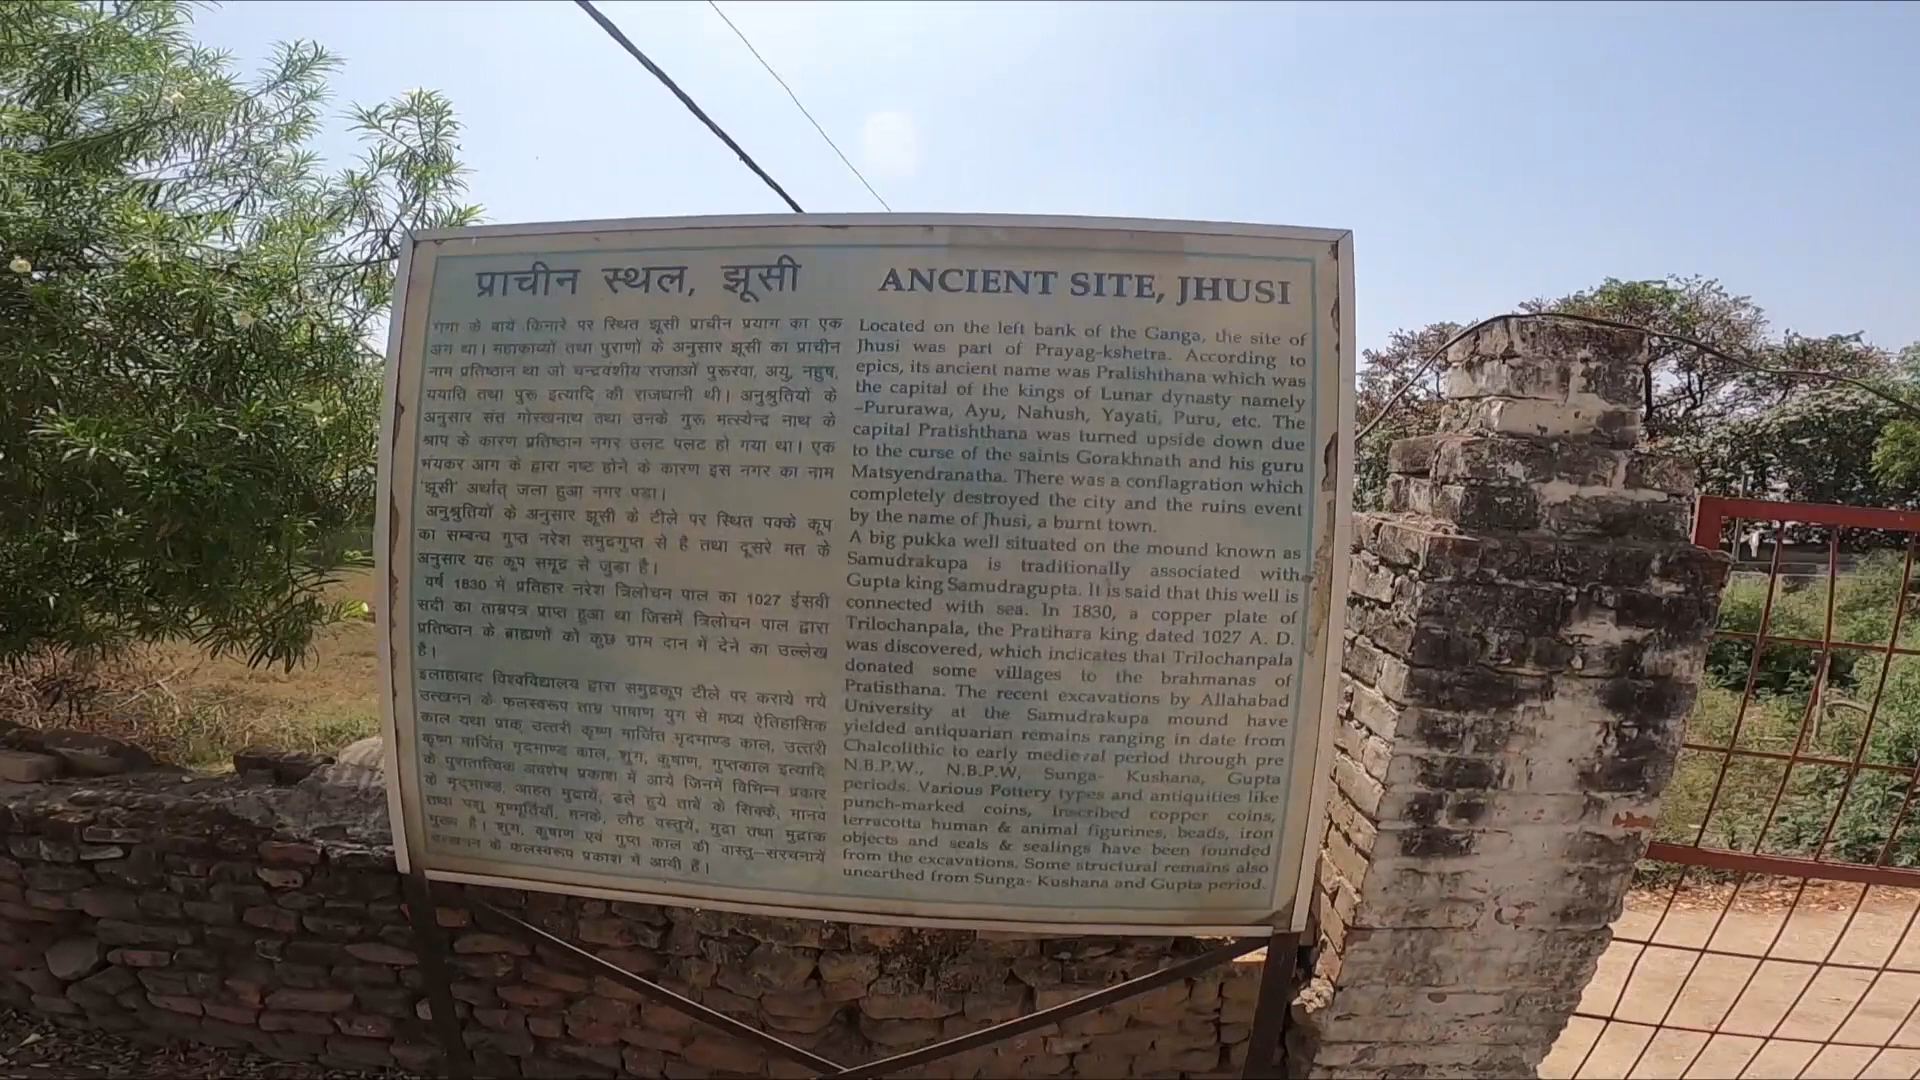 प्राचीन स्थल, झूसी
गंगा के बायें किनारे पर स्थित झूसी प्राचीन प्रयाग का एक
अंग था। महाकाव्यों तथा पुराणों के अनुसार झूसी का प्राचीन
नाम प्रतिष्ठान था जो चन्द्रवंशीय राजाओं पुरूरवा, अयु, नहुष,
ययाति तथा पुरू इत्यादि की राजधानी थी। अनुश्रुतियों के
अनुसार संत गोरखनाथ तथा उनके गुरू मत्स्येन्द्र नाथ के
श्राप के कारण प्रतिष्ठान नगर उलट पलट हो गया था। एक
भंयकर आग के द्वारा नष्ट होने के कारण इस नगर का नाम
'झूसी' अर्थात् जला हुआ नगर पडा।
अनुश्रुतियों के अनुसार झूसी के टीले पर स्थित पक्के कूप
का सम्बन्ध गुप्त नरेश समुद्रगुप्त से है तथा दूसरे मत के
अनुसार यह कूप समूद्र से जुड़ा है।
वर्ष 1830 में प्रतिहार नरेश त्रिलोचन पाल का 1027 ईसवी
सदी का ताम्रपत्र प्राप्त हुआ था जिसमें त्रिलोचन पाल द्वारा
प्रतिष्ठान के ब्राह्मणों को कुछ ग्राम दान में देने का उल्लेख
है।
इलाहाबाद विश्वविद्यालय द्वारा समुद्रकूप टीले पर कराये गये
उत्खनन के फलस्वरूप ताम्र पाषाण युग से मध्य ऐतिहासिक
काल यथा प्राक् उत्तरी कृष्ण मार्जित मृदभाण्ड काल, उत्तरी
कृष्ण मार्जित मृदभाण्ड काल, शुंग, कुषाण, गुप्तकाल इत्यादि
के पुरातात्विक अवशेष प्रकाश में आये जिनमें विभिन्न प्रकार
के मृदभाण्ड, आहत मुद्रायें, ढले हुये तांबे के सिक्के, मानव
तथा पशु मृण्मूर्तियाँ, मनके, लौह वस्तुयें, मुद्रा तथा मुद्रांक
मुख्य है। शुंग, कुषाण एवं गुप्त काल की वास्तु–संरचनायें
उत्खनन के फलस्वरूप प्रकाश में आयी हैं।
ANCIENT SITE, JHUSI
Located on the left bank of the Ganga, the site of
Jhusi was part of Prayag-kshetra. According to
epics, its ancient name was Pralishthana which was
the capital of the kings of Lunar dynasty namely
–Pururawa, Ayu, Nahush, Yayati, Puru, etc. The
capital Pratishthana was turned upside down due
to the curse of the saints Gorakhnath and his guru
Matsyendranatha. There was a conflagration which
completely destroyed the city and the ruins event
by the name of Jhusi, a burnt town.
A big pukka well situated on the mound known as
Samudrakupa is traditionally associated with
Gupta king Samudragupta. It is said that this well is
connected with sea. In 1830, a copper plate of
Trilochanpala, the Pratihara king dated 1027 A. D.
was discovered, which indicates that Trilochanpala
donated some villages to the brahmanas of
Pratisthana. The recent excavations by Allahabad
University at the Samudrakupa mound have
yielded antiquarian remains ranging in date from
Chalcolithic to early medieval period through pre
N.B.P.W., N.B.P.W, Sunga- Kushana, Gupta
periods. Various Pottery types and antiquities like
punch-marked coins, Inscribed copper coins,
terracotta human & animal figurines, beads, iron
objects and seals & sealings have been founded
from the excavations. Some structural remains also
unearthed from Sunga- Kushana and Gupta period.